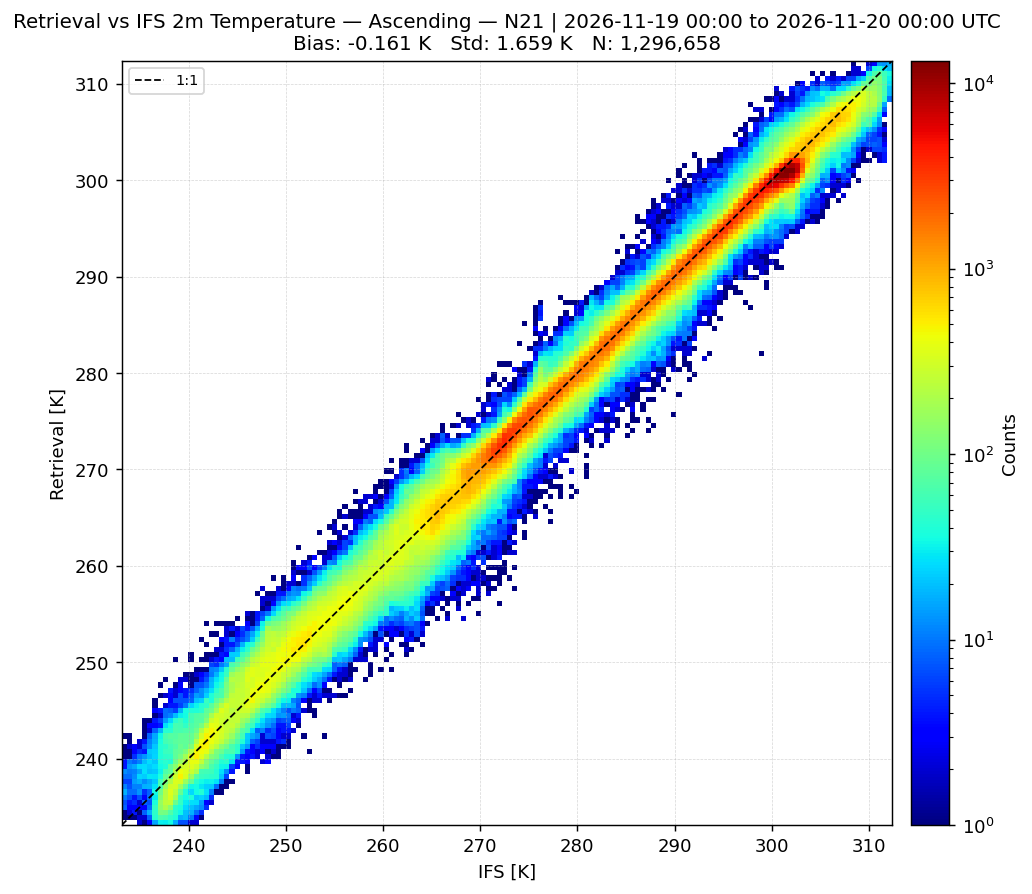 Retrieval vs IFS 2m Temperature — Ascending — N21 | 2026-11-19 00:00 to 2026-11-20 00:00 UTC
Bias: -0.161 K   Std: 1.659 K   N: 1,296,658
1:1
310
300
290
280
270
260
250
240
Retrieval [K]
240 250 260 270 280 290 300 310
IFS [K]
10⁴
10³
10²
10¹
10⁰
Counts